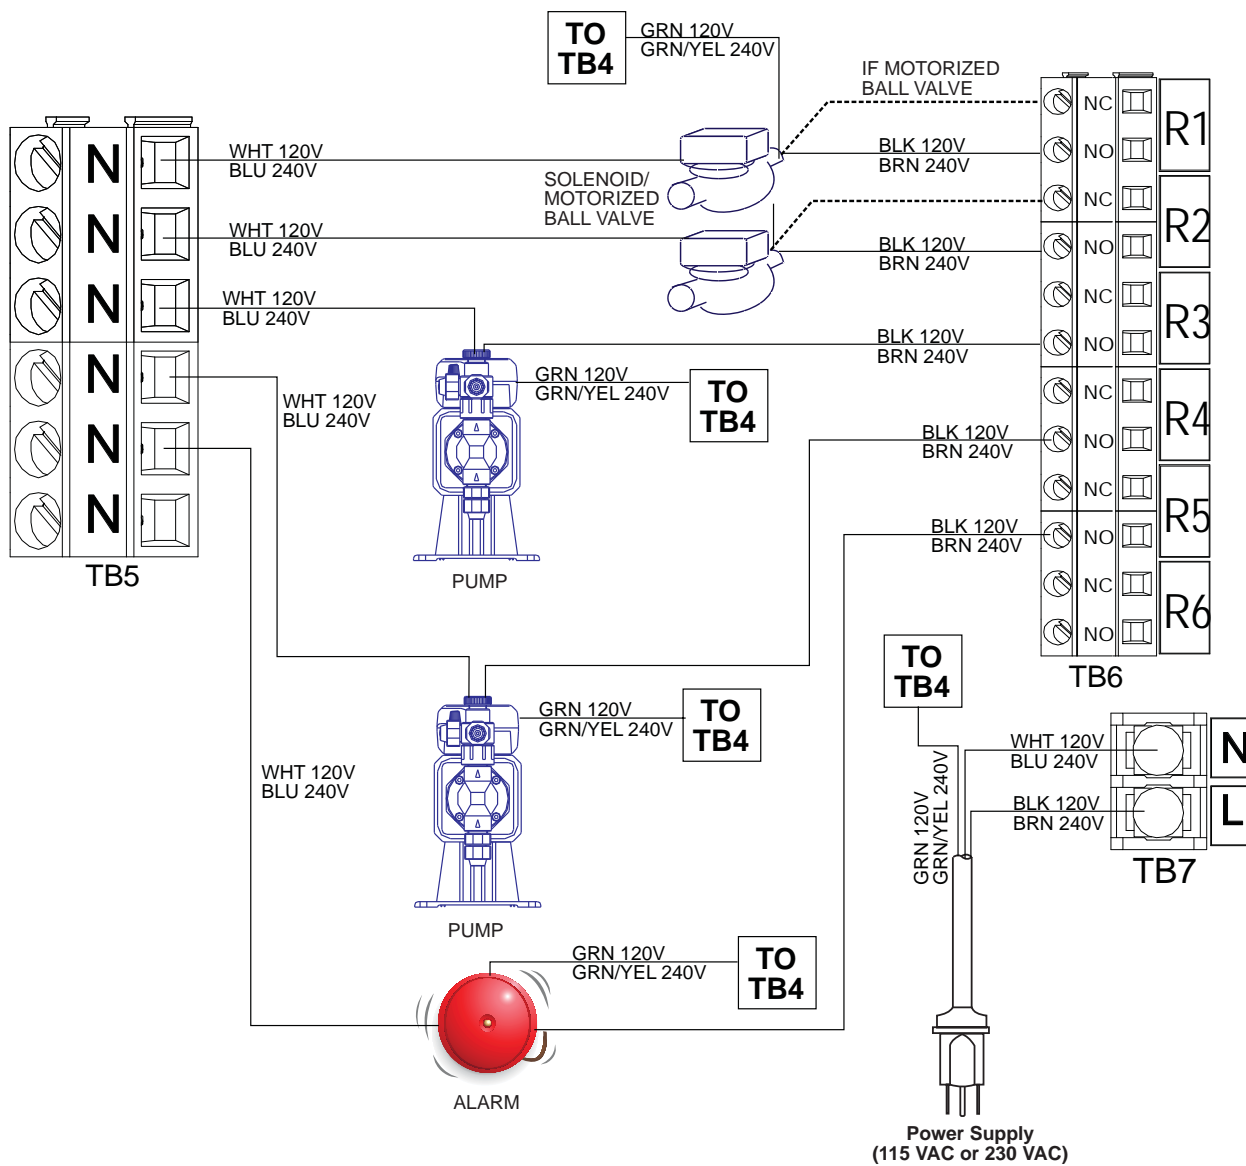 TO
TB4
GRN 120V
GRN/YEL 240V
IF MOTORIZED
BALL VALVE
NC
R1
N
WHT 120V
BLU 240V
BLK 120V
BRN 240V
NO
SOLENOID/
MOTORIZED
BALL VALVE
NC
R2
N
WHT 120V
BLU 240V
BLK 120V
BRN 240V
NO
N
WHT 120V
BLU 240V
NC
R3
BLK 120V
BRN 240V
NO
N
WHT 120V
BLU 240V
GRN 120V
GRN/YEL 240V
TO
TB4
NC
R4
N
BLK 120V
BRN 240V
NO
NC
R5
N
BLK 120V
BRN 240V
NO
TB5
PUMP
NC
R6
NO
TB6
TO
TB4
GRN 120V
GRN/YEL 240V
TO
TB4
WHT 120V
BLU 240V
N
WHT 120V
BLU 240V
BLK 120V
BRN 240V
L
GRN 120V
GRN/YEL 240V
TB7
PUMP
GRN 120V
GRN/YEL 240V
TO
TB4
ALARM
Power Supply
(115 VAC or 230 VAC)